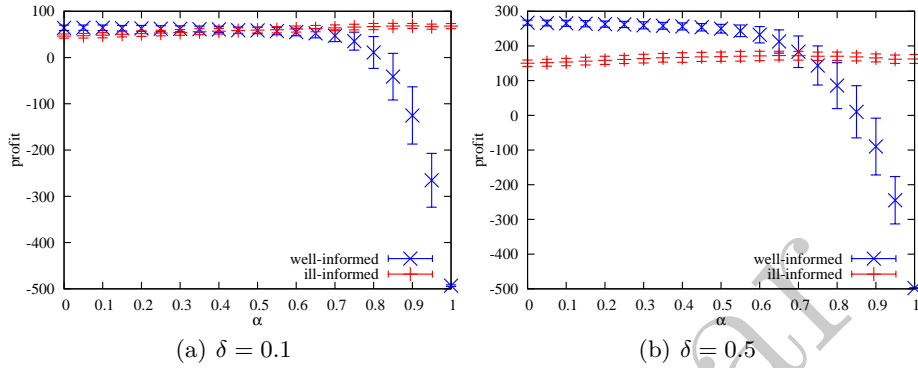 100
0
-100
-200
-300
-400
-500
profit
well-informed
ill-informed
0 0.1 0.2 0.3 0.4 0.5 0.6 0.7 0.8 0.9 1
α
(a) δ = 0.1
300
200
100
0
-100
-200
-300
-400
-500
profit
well-informed
ill-informed
0 0.1 0.2 0.3 0.4 0.5 0.6 0.7 0.8 0.9 1
α
(b) δ = 0.5
ar